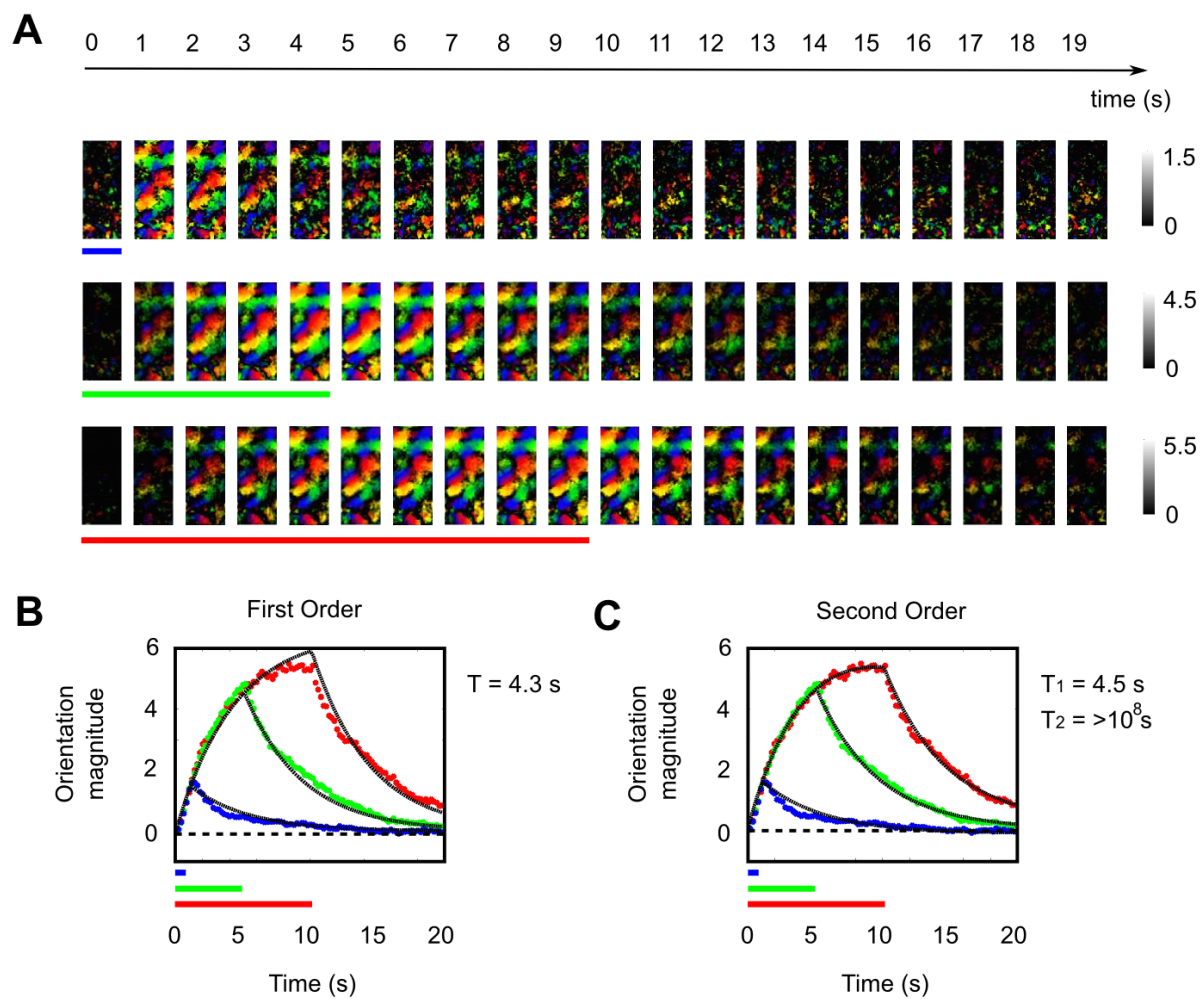 A
0 1 2 3 4 5 6 7 8 9 10 11 12 13 14 15 16 17 18 19
time (s)
1.5
0
4.5
0
5.5
0
B
First Order
6
4
2
0
Orientation
magnitude
T = 4.3 s
0 5 10 15 20
Time (s)
C
Second Order
6
4
2
0
Orientation
magnitude
T1 = 4.5 s
T2 = >10⁸s
0 5 10 15 20
Time (s)